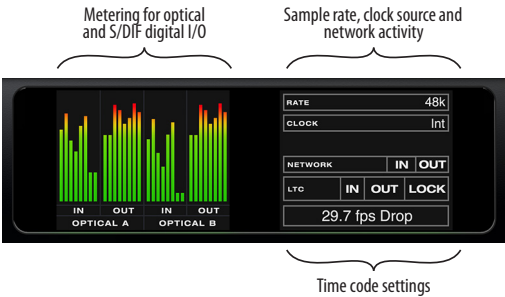 Metering for optical
and S/DIF digital I/O
Sample rate, clock source and
network activity
RATE 48k
CLOCK Int
NETWORK IN OUT
LTC IN OUT LOCK
29.7 fps Drop
IN OUT IN OUT
OPTICAL A OPTICAL B
Time code settings